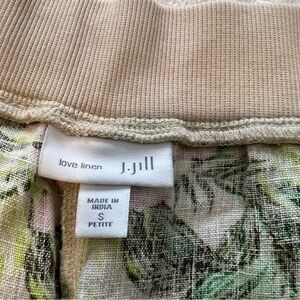 love linen J.Jill
MADE IN
INDIA
S
PETITE